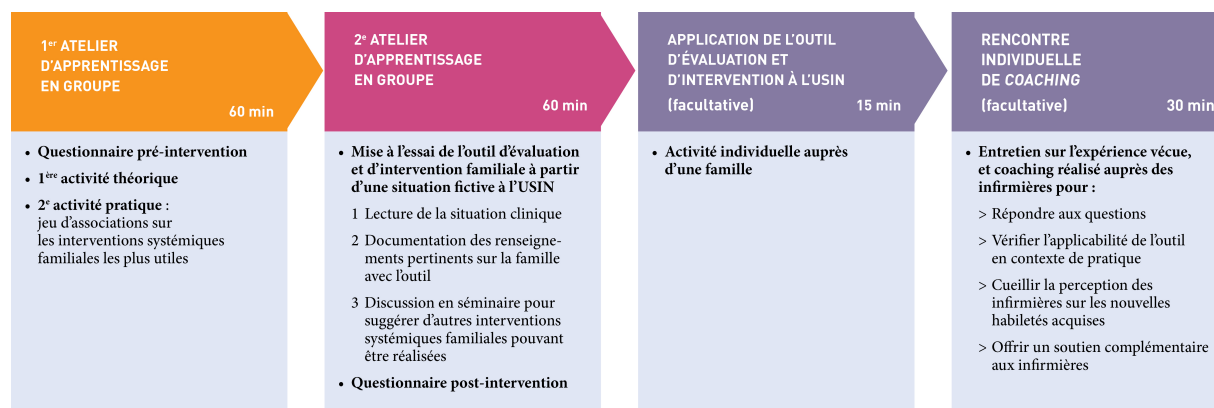 1er ATELIER
D’APPRENTISSAGE
EN GROUPE
60 min
• Questionnaire pré-intervention
• 1ère activité théorique
• 2e activité pratique :
jeu d’associations sur
les interventions systémiques
familiales les plus utiles
2e ATELIER
D’APPRENTISSAGE
EN GROUPE
60 min
• Mise à l’essai de l’outil d’évaluation
et d’intervention familiale à partir
d’une situation fictive à l’USIN
1 Lecture de la situation clinique
2 Documentation des renseigne-
ments pertinents sur la famille
avec l’outil
3 Discussion en séminaire pour
suggérer d’autres interventions
systémiques familiales pouvant
être réalisées
• Questionnaire post-intervention
APPLICATION DE L’OUTIL
D’ÉVALUATION ET
D’INTERVENTION À L’USIN
(facultative) 15 min
• Activité individuelle auprès
d’une famille
RENCONTRE
INDIVIDUELLE
DE COACHING
(facultative) 30 min
• Entretien sur l’expérience vécue,
et coaching réalisé auprès des
infirmières pour :
> Répondre aux questions
> Vérifier l’applicabilité de l’outil
en contexte de pratique
> Cueillir la perception des
infirmières sur les nouvelles
habiletés acquises
> Offrir un soutien complémentaire
aux infirmières